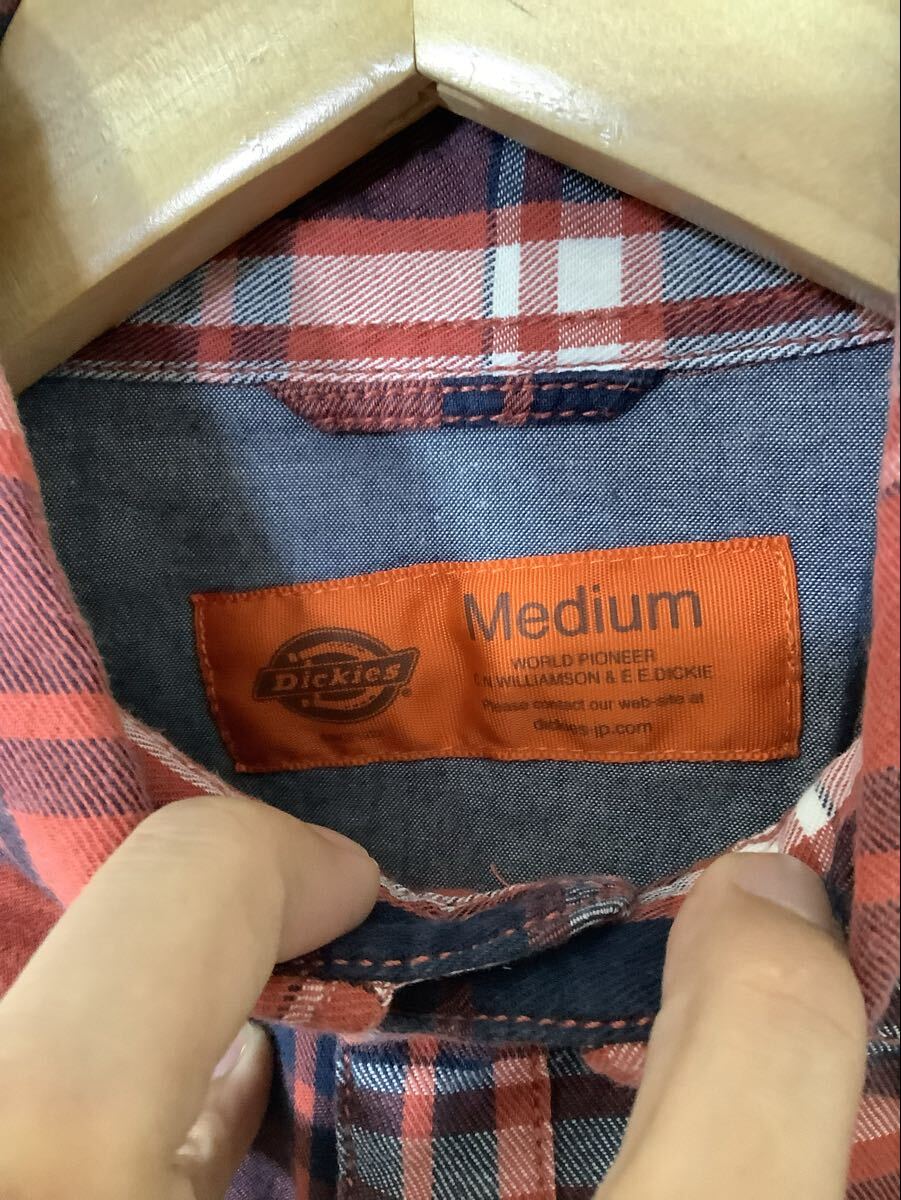 Dickies
®
Medium
WORLD PIONEER
C.N.WILLIAMSON & E E.DICKIE
Please contact our web-site at
dickies-jp.com